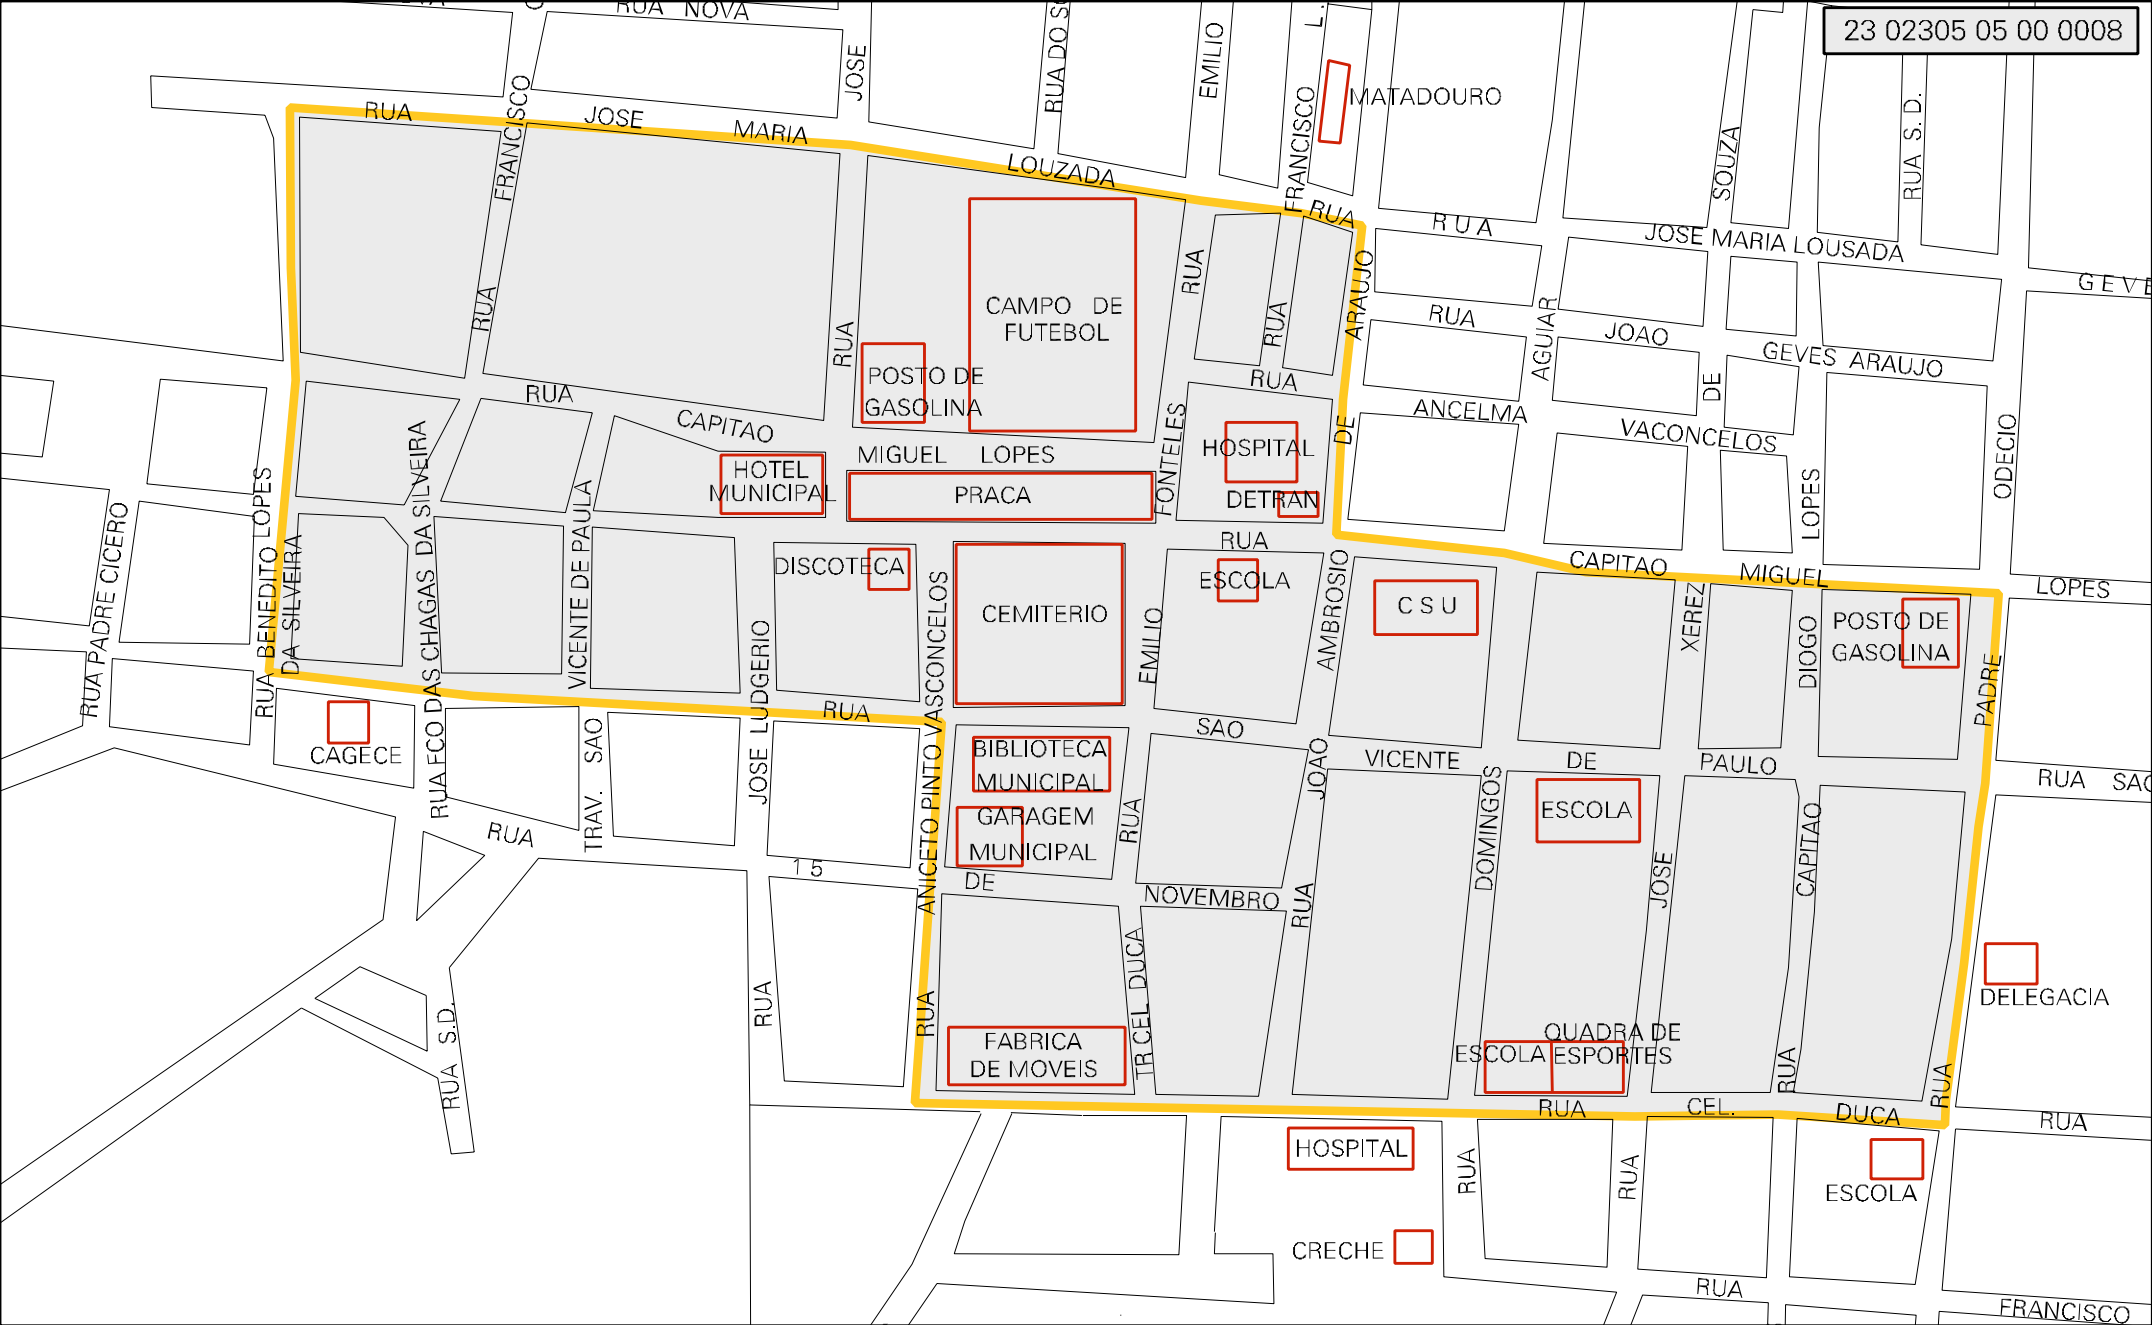 RUA NOVA
23 02305 05 00 0008
JOSE
RUA DO
EMILIO
FRANCISCO L.
MATADOURO
RUA S. D.
SOUZA
FRANCISCO
RUA JOSE MARIA LOUZADA
RUA
RUA
JOSE MARIA LOUSADA
GEVE
RUA
RUA
RUA
RUA
ARAUJO
CAMPO DE
FUTEBOL
RUA JOAO
GEVES ARAUJO
AGUIAR
POSTO DE
GASOLINA
RUA
RUA
CAPITAO
MIGUEL LOPES
RUA
ANCELMA
VACONCELOS
DE
DE
HOTEL
MUNICIPAL
PRACA
FONTELES
HOSPITAL
DETRAN
LOPES
ODECIO
RUA PADRE CICERO
RUA BENEDITO LOPES
DA SILVEIRA
RUA FCO DAS CHAGAS DA SILVEIRA
VICENTE DE PAULA
TRAV. SAO
JOSE LUDGERIO
DISCOTECA
RUA ANICETO PINTO VASCONCELOS
CEMITERIO
RUA
ESCOLA
EMILIO
AMBROSIO
C S U
CAPITAO MIGUEL
LOPES
XEREZ
DIOGO
POSTO DE
GASOLINA
PADRE
CAGECE
RUA
SAO
VICENTE DE PAULO
RUA SAO
BIBLIOTECA
MUNICIPAL
GARAGEM
MUNICIPAL
RUA
JOAO
DOMINGOS
ESCOLA
CAPITAO
JOSE
RUA
15
DE
NOVEMBRO
RUA
RUA
RUA S.D.
TR CEL DUCA
DELEGACIA
FABRICA
DE MOVEIS
QUADRA DE
ESCOLA
ESPORTES
RUA
RUA
RUA CEL. DUCA
RUA
HOSPITAL
RUA
RUA
ESCOLA
CRECHE
RUA
FRANCISCO